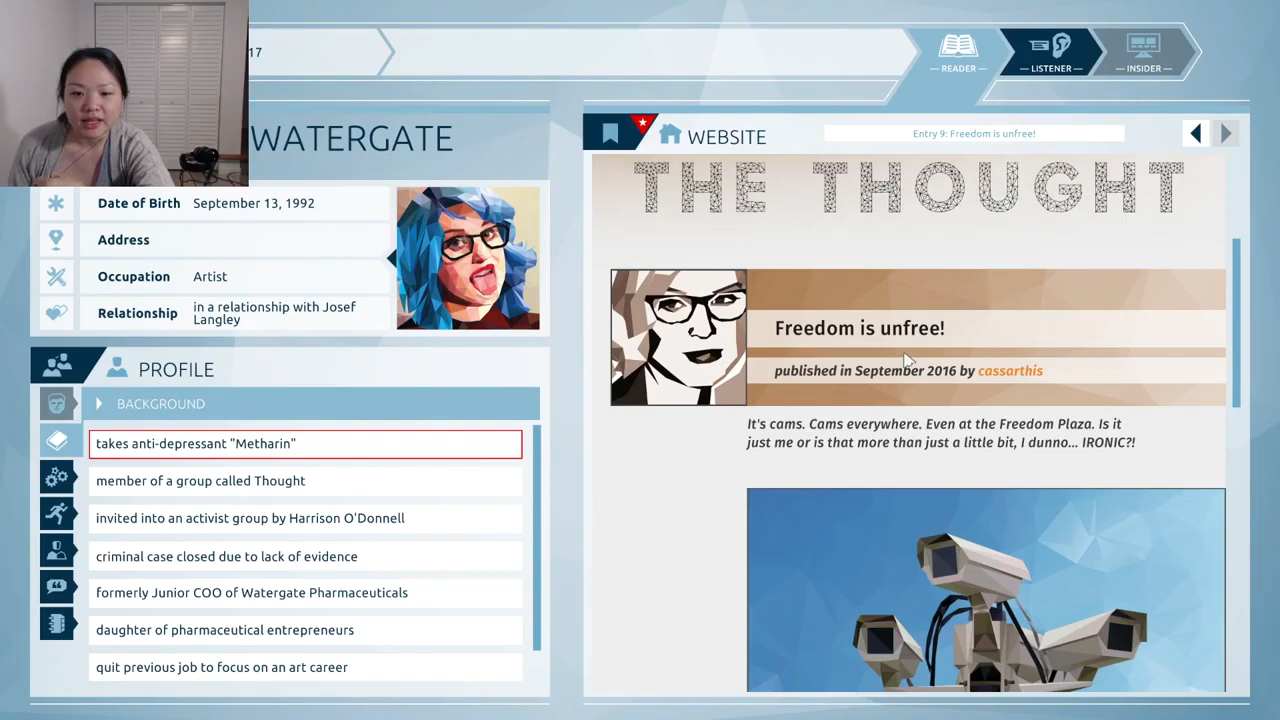 17
READER
LISTENER
INSIDER
WATERGATE
Date of Birth September 13, 1992
Address
Occupation Artist
Relationship in a relationship with Josef
Langley
PROFILE
BACKGROUND
takes anti-depressant "Metharin"
member of a group called Thought
invited into an activist group by Harrison O'Donnell
criminal case closed due to lack of evidence
formerly Junior COO of Watergate Pharmaceuticals
daughter of pharmaceutical entrepreneurs
quit previous job to focus on an art career
WEBSITE
Entry 9: Freedom is unfree!
THE THOUGHT
Freedom is unfree!
published in September 2016 by cassarthis
It's cams. Cams everywhere. Even at the Freedom Plaza. Is it
just me or is that more than just a little bit, I dunno... IRONIC?!